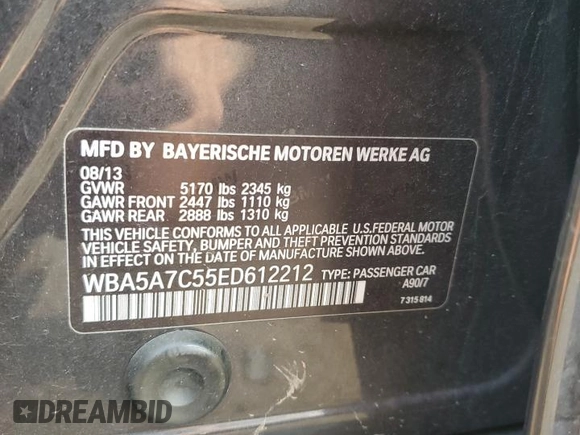 MFD BY BAYERISCHE MOTOREN WERKE AG
08/13
GVWR 5170 lbs 2345 kg
GAWR FRONT 2447 lbs 1110 kg
GAWR REAR 2888 lbs 1310 kg
THIS VEHICLE CONFORMS TO ALL APPLICABLE U.S.FEDERAL MOTOR
VEHICLE SAFETY, BUMPER AND THEFT PREVENTION STANDARDS
IN EFFECT ON THE DATE OF MANUFACTURE SHOWN ABOVE.
WBA5A7C55ED612212 TYPE: PASSENGER CAR
A90/7
7 315 814
DREAMBID